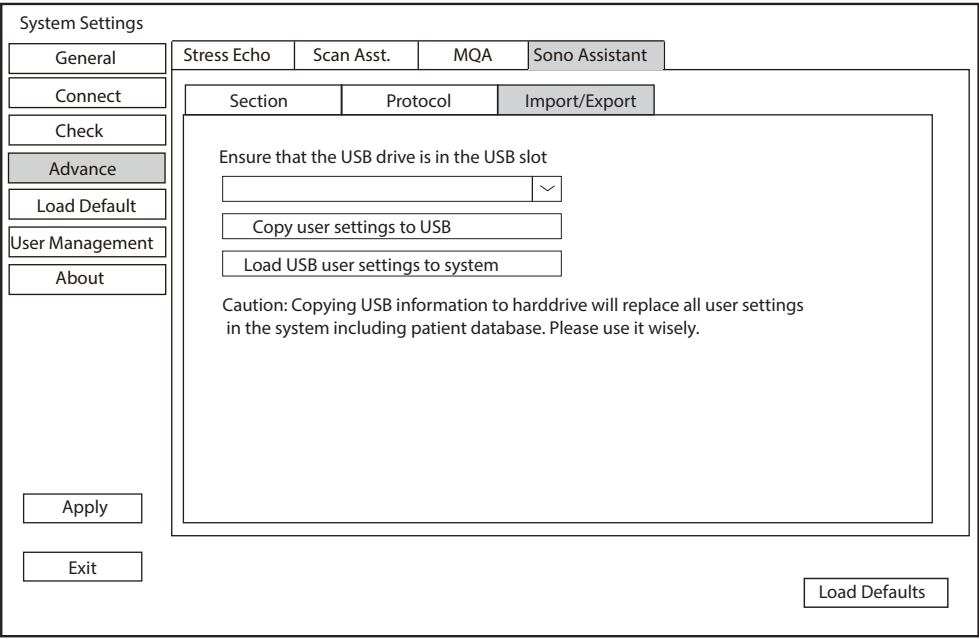 System Settings
General
Connect
Check
Advance
Load Default
User Management
About
Apply
Exit
Stress Echo
Scan Asst.
MQA
Sono Assistant
Section
Protocol
Import/Export
Ensure that the USB drive is in the USB slot
Copy user settings to USB
Load USB user settings to system
Caution: Copying USB information to harddrive will replace all user settings
in the system including patient database. Please use it wisely.
Load Defaults